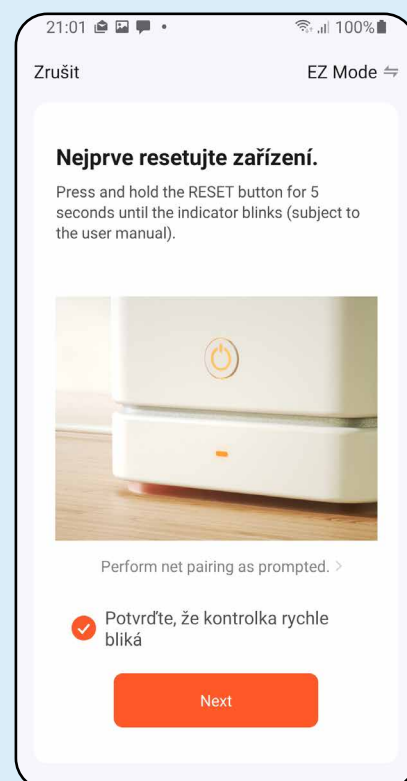 21:01 100%
Zrušit EZ Mode
Nejprve resetujte zařízení.
Press and hold the RESET button for 5
seconds until the indicator blinks (subject to
the user manual).
Perform net pairing as prompted. >
Potvrďte, že kontrolka rychle
bliká
Next